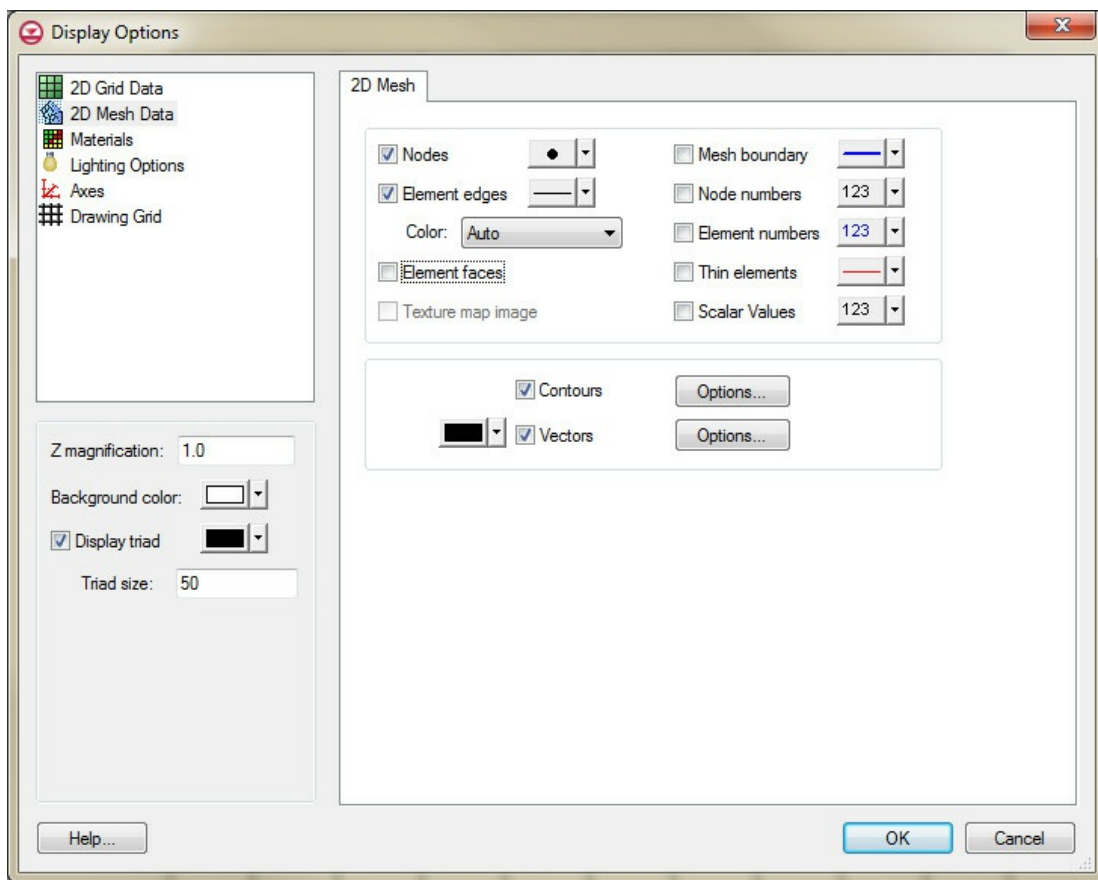 Display Options
2D Grid Data
2D Mesh Data
Materials
Lighting Options
Axes
Drawing Grid
Z magnification: 1.0
Background color:
Display triad
Triad size: 50
2D Mesh
Nodes
Element edges
Color: Auto
Element faces
Texture map image
Mesh boundary
Node numbers 123
Element numbers 123
Thin elements
Scalar Values 123
Contours Options...
Vectors Options...
Help... OK Cancel